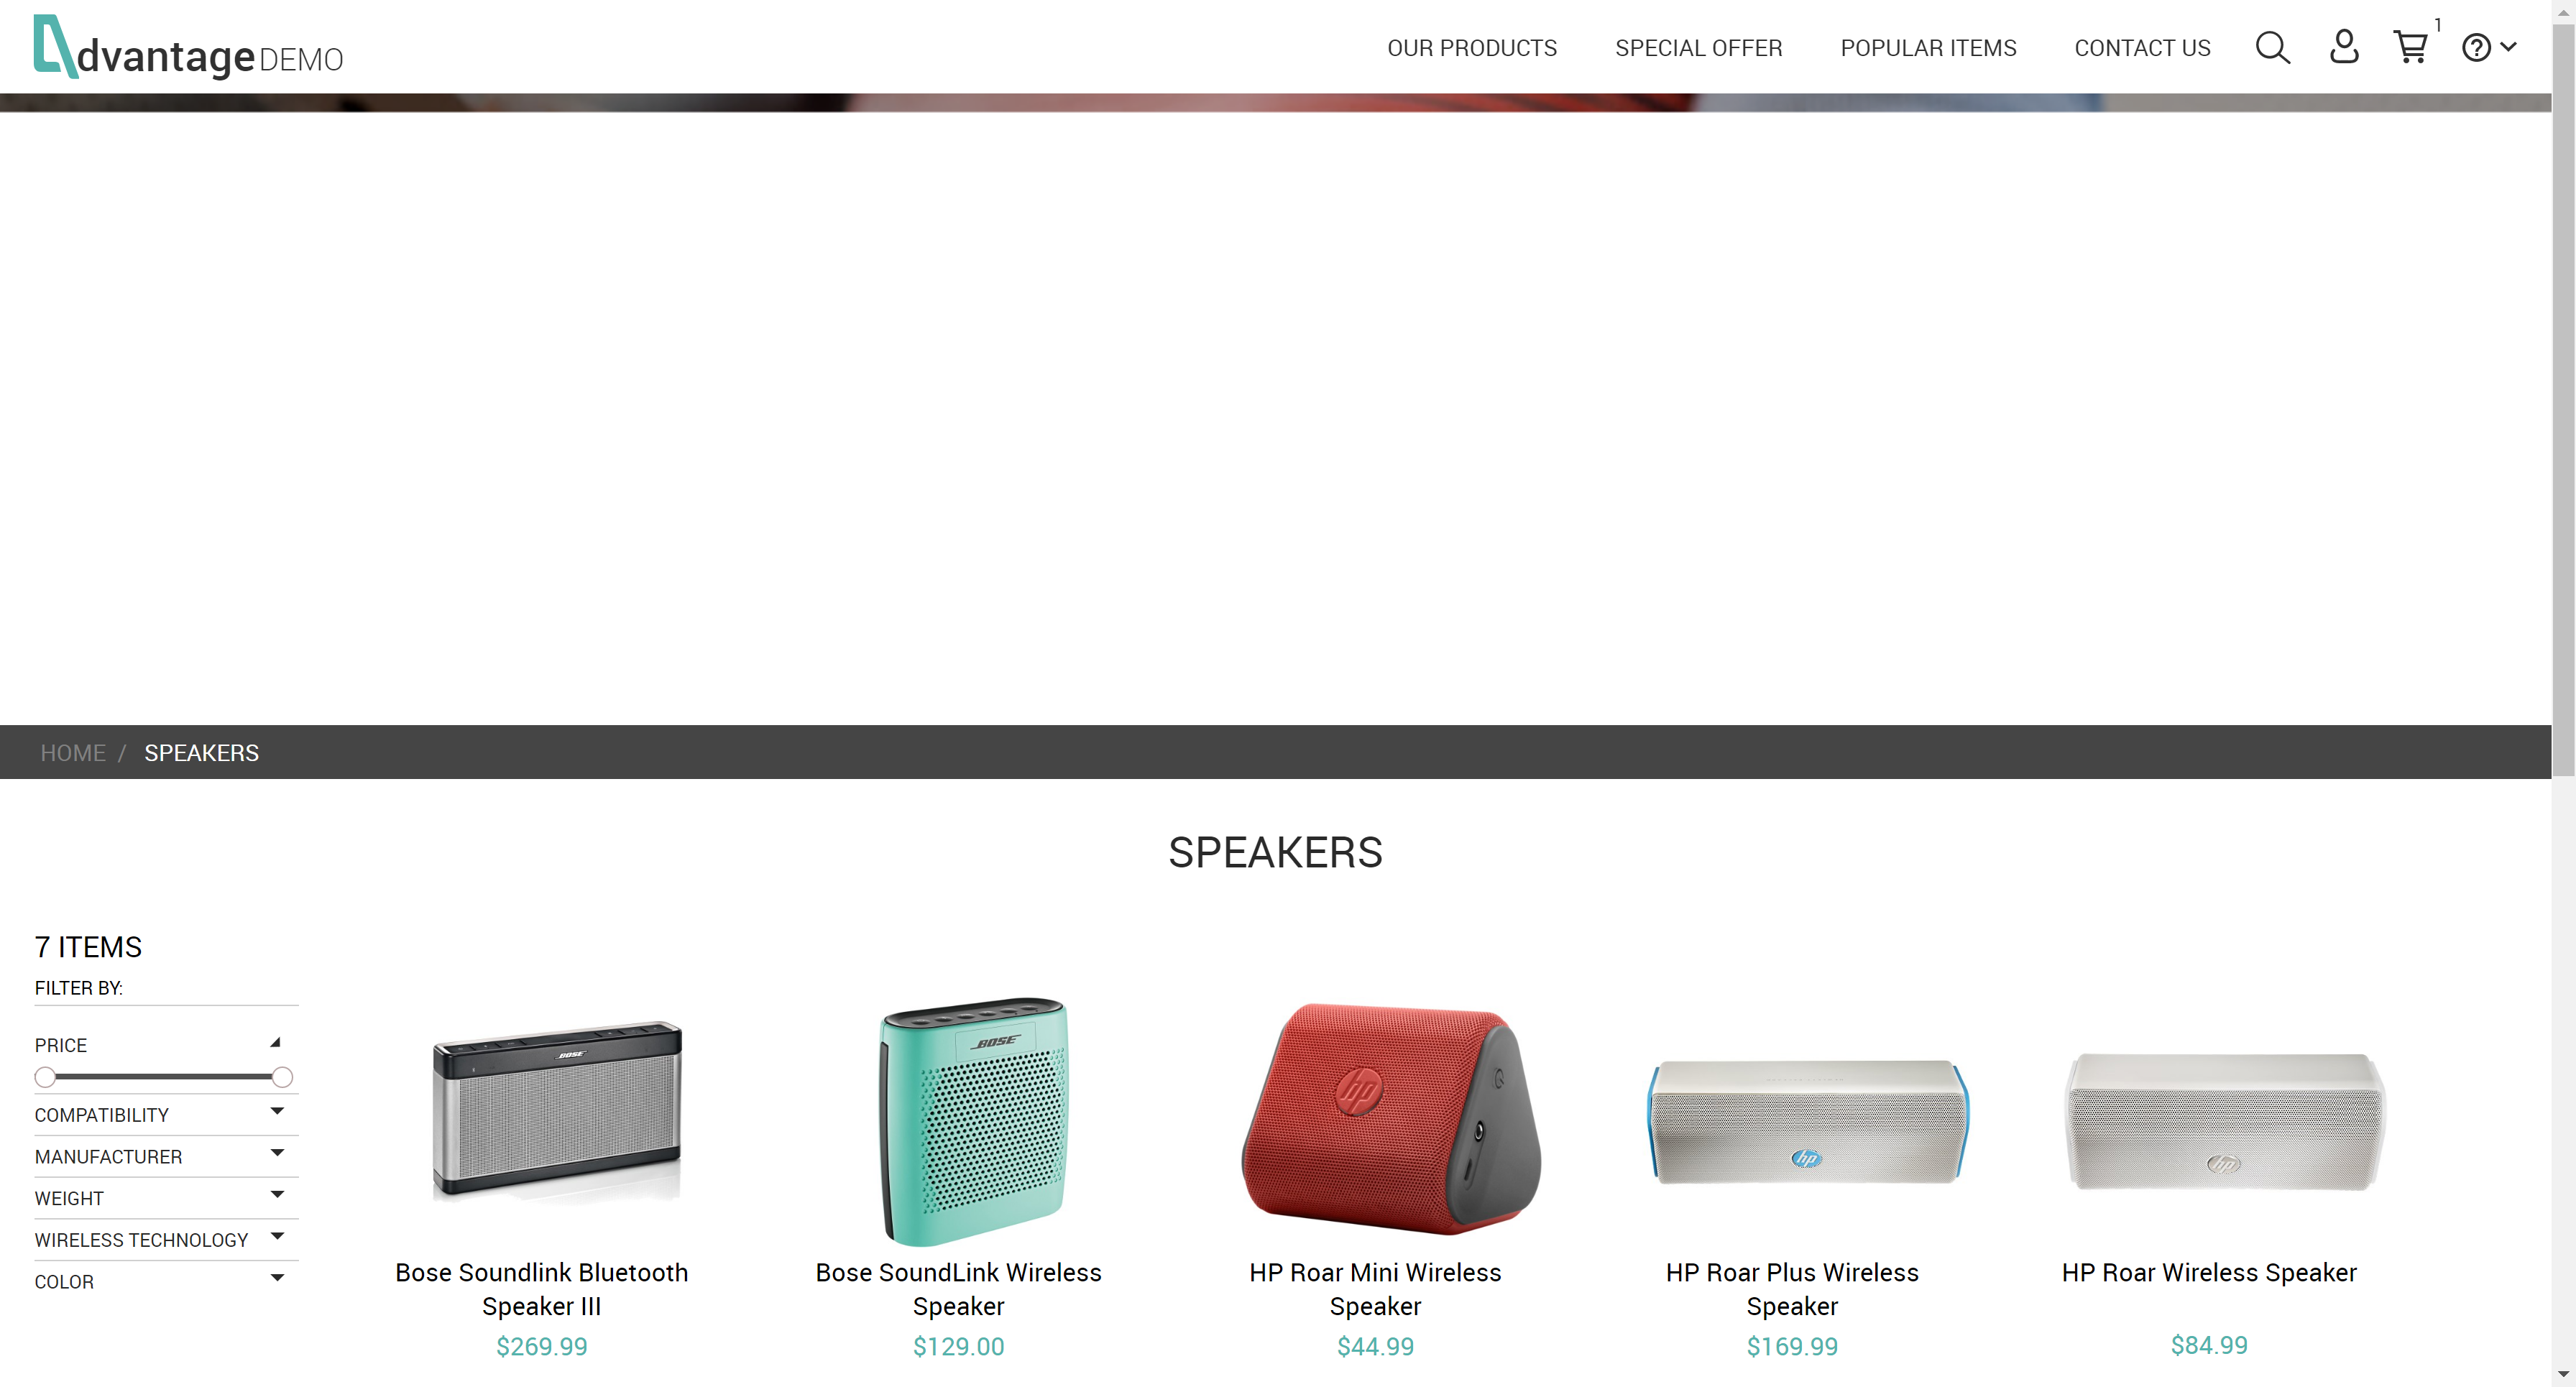 dvantage DEMO
OUR PRODUCTS
SPECIAL OFFER
POPULAR ITEMS
CONTACT US
1
HOME / SPEAKERS
SPEAKERS
7 ITEMS
FILTER BY:
PRICE
COMPATIBILITY
MANUFACTURER
WEIGHT
WIRELESS TECHNOLOGY
COLOR
BOSE
Bose Soundlink Bluetooth
Speaker III
$269.99
BOSE
Bose SoundLink Wireless
Speaker
$129.00
hp
HP Roar Mini Wireless
Speaker
$44.99
hp
HP Roar Plus Wireless
Speaker
$169.99
hp
HP Roar Wireless Speaker
$84.99